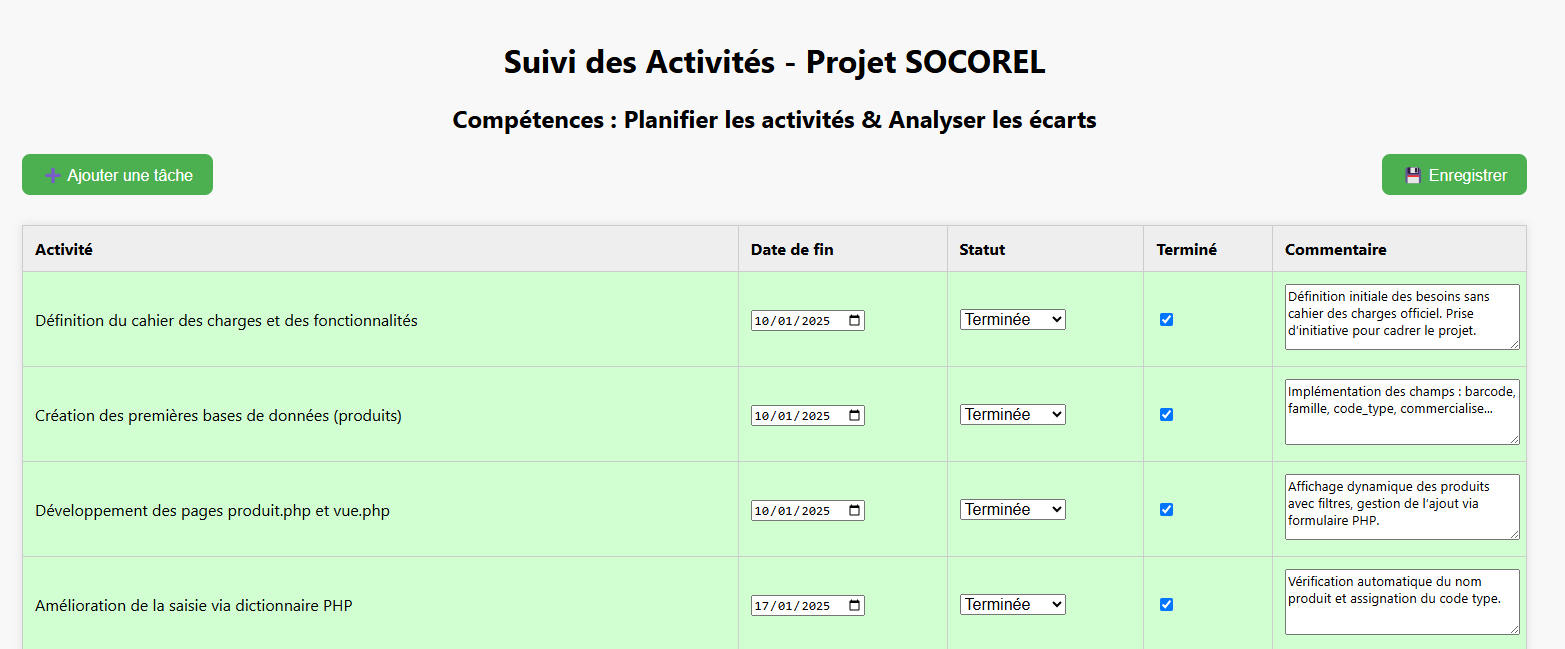 Suivi des Activités - Projet SOCOREL
Compétences : Planifier les activités & Analyser les écarts
➕ Ajouter une tâche
💾 Enregistrer
Activité Date de fin Statut Terminé Commentaire
Définition du cahier des charges et des fonctionnalités 10/01/2025 Terminée
Définition initiale des besoins sans
cahier des charges officiel. Prise
d'initiative pour cadrer le projet.
Création des premières bases de données (produits) 10/01/2025 Terminée
Implémentation des champs : barcode,
famille, code_type, commercialise...
Développement des pages produit.php et vue.php 10/01/2025 Terminée
Affichage dynamique des produits
avec filtres, gestion de l'ajout via
formulaire PHP.
Amélioration de la saisie via dictionnaire PHP 17/01/2025 Terminée
Vérification automatique du nom
produit et assignation du code type.